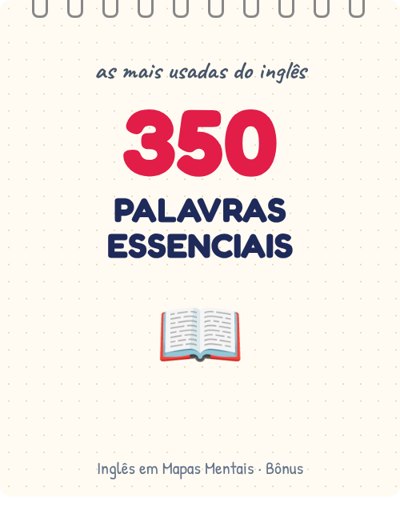 as mais usadas do inglês
350
PALAVRAS
ESSENCIAIS
Inglês em Mapas Mentais · Bônus